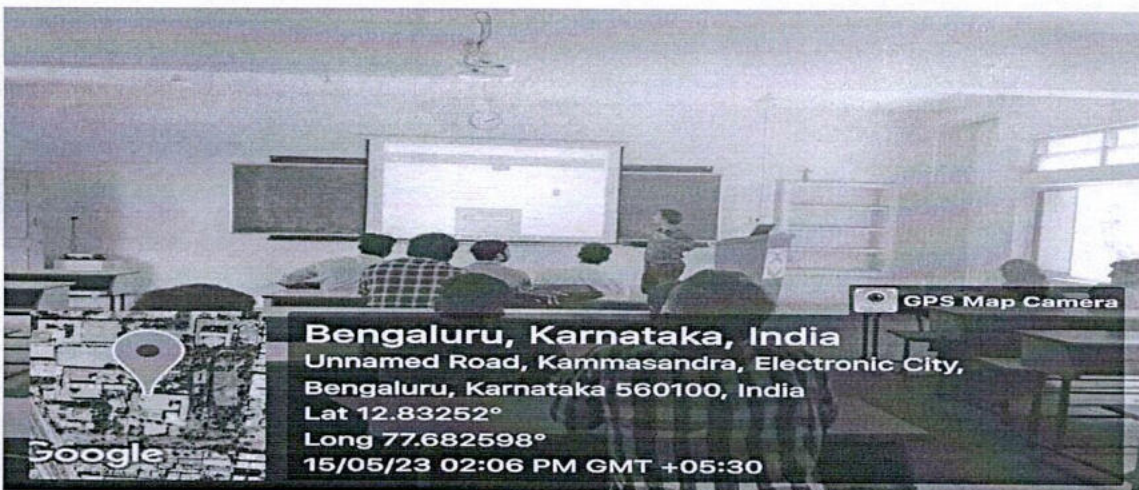 GPS Map Camera
Bengaluru, Karnataka, India
Unnamed Road, Kammasandra, Electronic City,
Bengaluru, Karnataka 560100, India
Lat 12.83252°
Long 77.682598°
15/05/23 02:06 PM GMT +05:30
Google